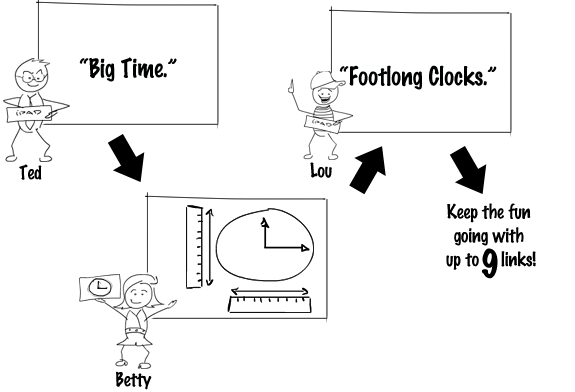 “Big Time.”
iPAD
Ted
“Footlong Clocks.”
iPAD
Lou
Betty
Keep the fun
going with
up to 9 links!